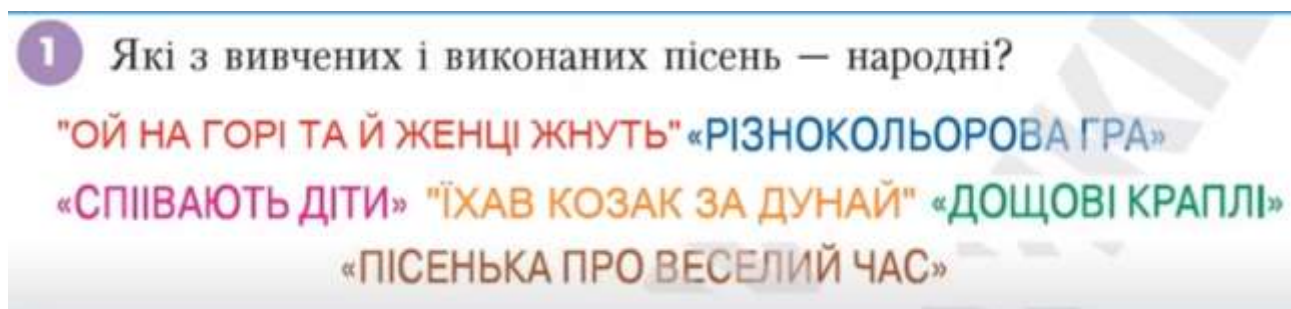 1 Які з вивчених і виконаних пісень — народні?
"ОЙ НА ГОРІ ТА Й ЖЕНЦІ ЖНУТЬ" «РІЗНОКОЛЬОРОВА ГРА»
«СПІІВАЮТЬ ДІТИ» "ЇХАВ КОЗАК ЗА ДУНАЙ" «ДОЩОВІ КРАПЛІ»
«ПІСЕНЬКА ПРО ВЕСЕЛИЙ ЧАС»